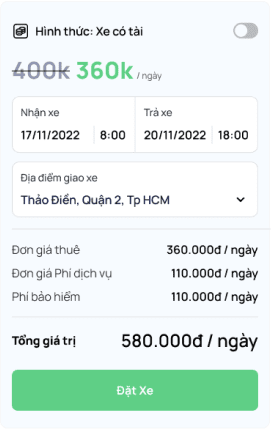 Hình thức: Xe có tài
400k 360k / ngày
Nhận xe Trả xe
17/11/2022 8:00 20/11/2022 18:00
Địa điểm giao xe
Thảo Điền, Quận 2, Tp HCM
Đơn giá thuê 360.000đ / ngày
Đơn giá Phí dịch vụ 110.000đ / ngày
Phí bảo hiểm 110.000đ / ngày
Tổng giá trị 580.000đ / ngày
Đặt Xe